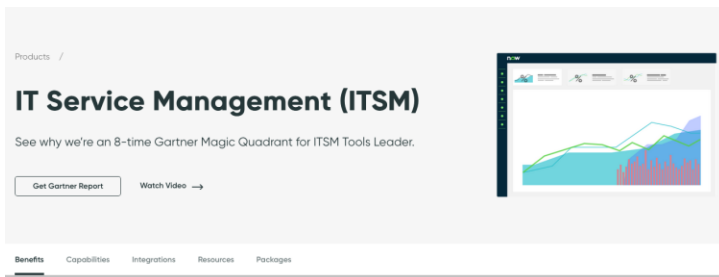 Products /
now
IT Service Management (ITSM)
See why we're an 8-time Gartner Magic Quadrant for ITSM Tools Leader.
Get Gartner Report
Watch Video →
Benefits Capabilities Integrations Resources Packages